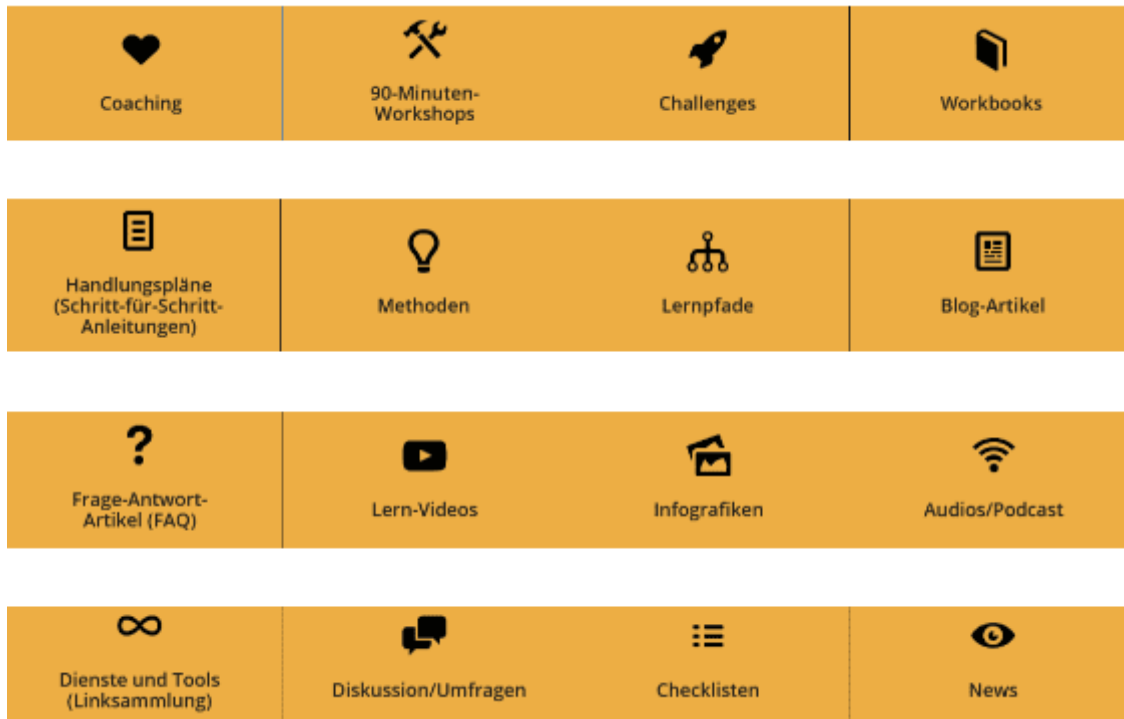 Coaching
90-Minuten-
Workshops
Challenges
Workbooks
Handlungspläne
(Schritt-für-Schritt-
Anleitungen)
Methoden
Lernpfade
Blog-Artikel
Frage-Antwort-
Artikel (FAQ)
Lern-Videos
Infografiken
Audios/Podcast
Dienste und Tools
(Linksammlung)
Diskussion/Umfragen
Checklisten
News